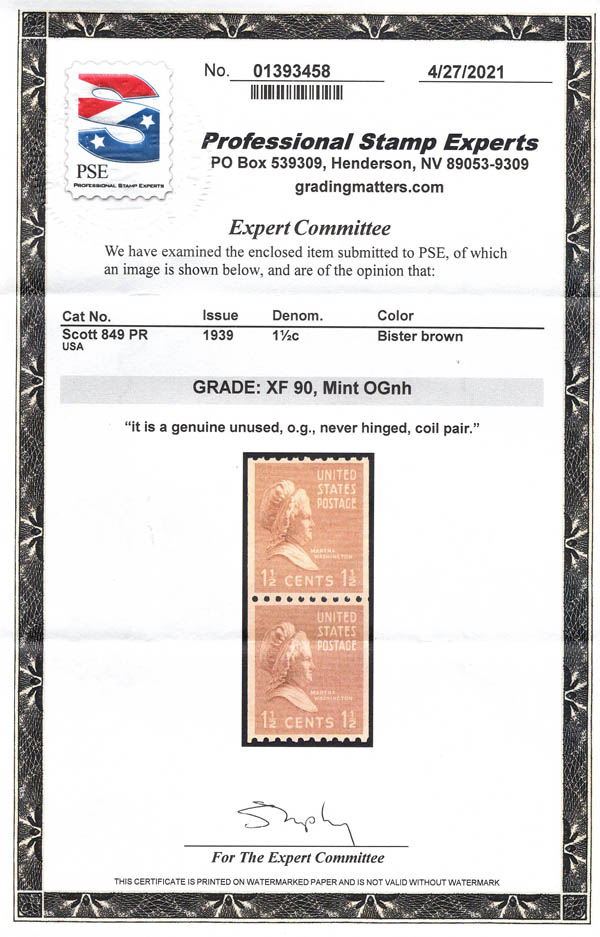 No. 01393458 4/27/2021
PSE
PROFESSIONAL STAMP EXPERTS
Professional Stamp Experts
PO Box 539309, Henderson, NV 89053-9309
gradingmatters.com
Expert Committee
We have examined the enclosed item submitted to PSE, of which
an image is shown below, and are of the opinion that:
Cat No. Issue Denom. Color
Scott 849 PR 1939 1½c Bister brown
USA
GRADE: XF 90, Mint OGnh
“it is a genuine unused, o.g., never hinged, coil pair.”
UNITED
STATES
POSTAGE
MARTHA
WASHINGTON
1½ CENTS 1½
UNITED
STATES
POSTAGE
MARTHA
WASHINGTON
1½ CENTS 1½
For The Expert Committee
THIS CERTIFICATE IS PRINTED ON WATERMARKED PAPER AND IS NOT VALID WITHOUT WATERMARK